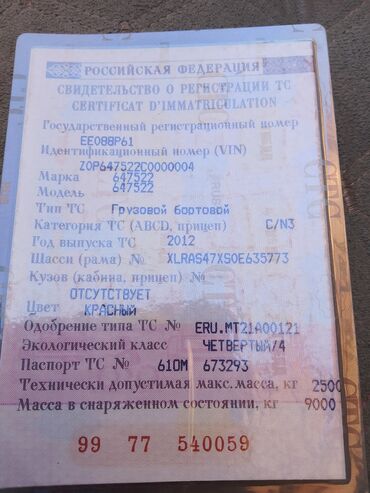 РОССИЙСКАЯ ФЕДЕРАЦИЯ
СВИДЕТЕЛЬСТВО О РЕГИСТРАЦИИ ТС
CERTIFICAT D'IMMATRICULATION
Государственный регистрационный номер
ЕЕ088Р61
Идентификационный номер (VIN)
Z0P647522C0000004
Марка 647522
Модель 647522
Тип ТС Грузовой бортовой
Категория ТС (ABCD, прицеп) C/N3
Год выпуска ТС 2012
Шасси (рама) № XLRAS47XS0E635773
Кузов (кабина, прицеп) №
ОТСУТСТВУЕТ
Цвет КРАСНЫЙ
Одобрение типа ТС № ERU.MT21A00121
Экологический класс ЧЕТВЕРТЫЙ/4
Паспорт ТС № 61ОМ 673293
Технически допустимая макс.масса, кг 2500
Масса в снаряженном состоянии, кг 9000
99 77 540059